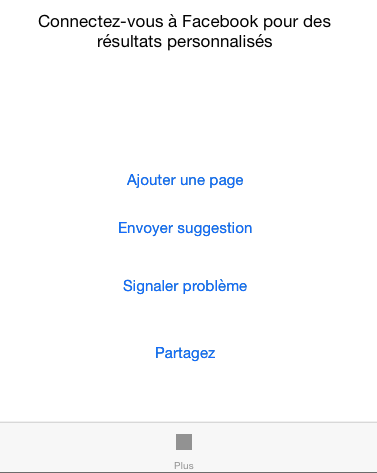 Connectez-vous à Facebook pour des
résultats personnalisés
Ajouter une page
Envoyer suggestion
Signaler problème
Partagez
Plus